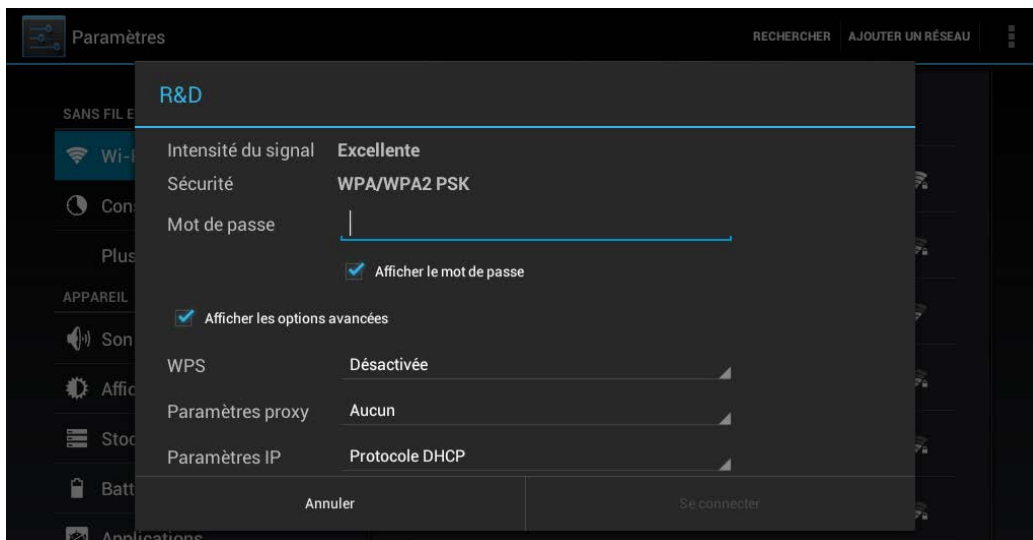 Paramètres RECHERCHER AJOUTER UN RÉSEAU
R&D
SANS FIL E
Intensité du signal Excellente
Wi-F
Sécurité WPA/WPA2 PSK
Con
Mot de passe
Plus
Afficher le mot de passe
APPAREIL
Afficher les options avancées
Son
WPS Désactivée
Affic
Paramètres proxy Aucun
Stoc
Paramètres IP Protocole DHCP
Batt
Annuler Se connecter
Applications